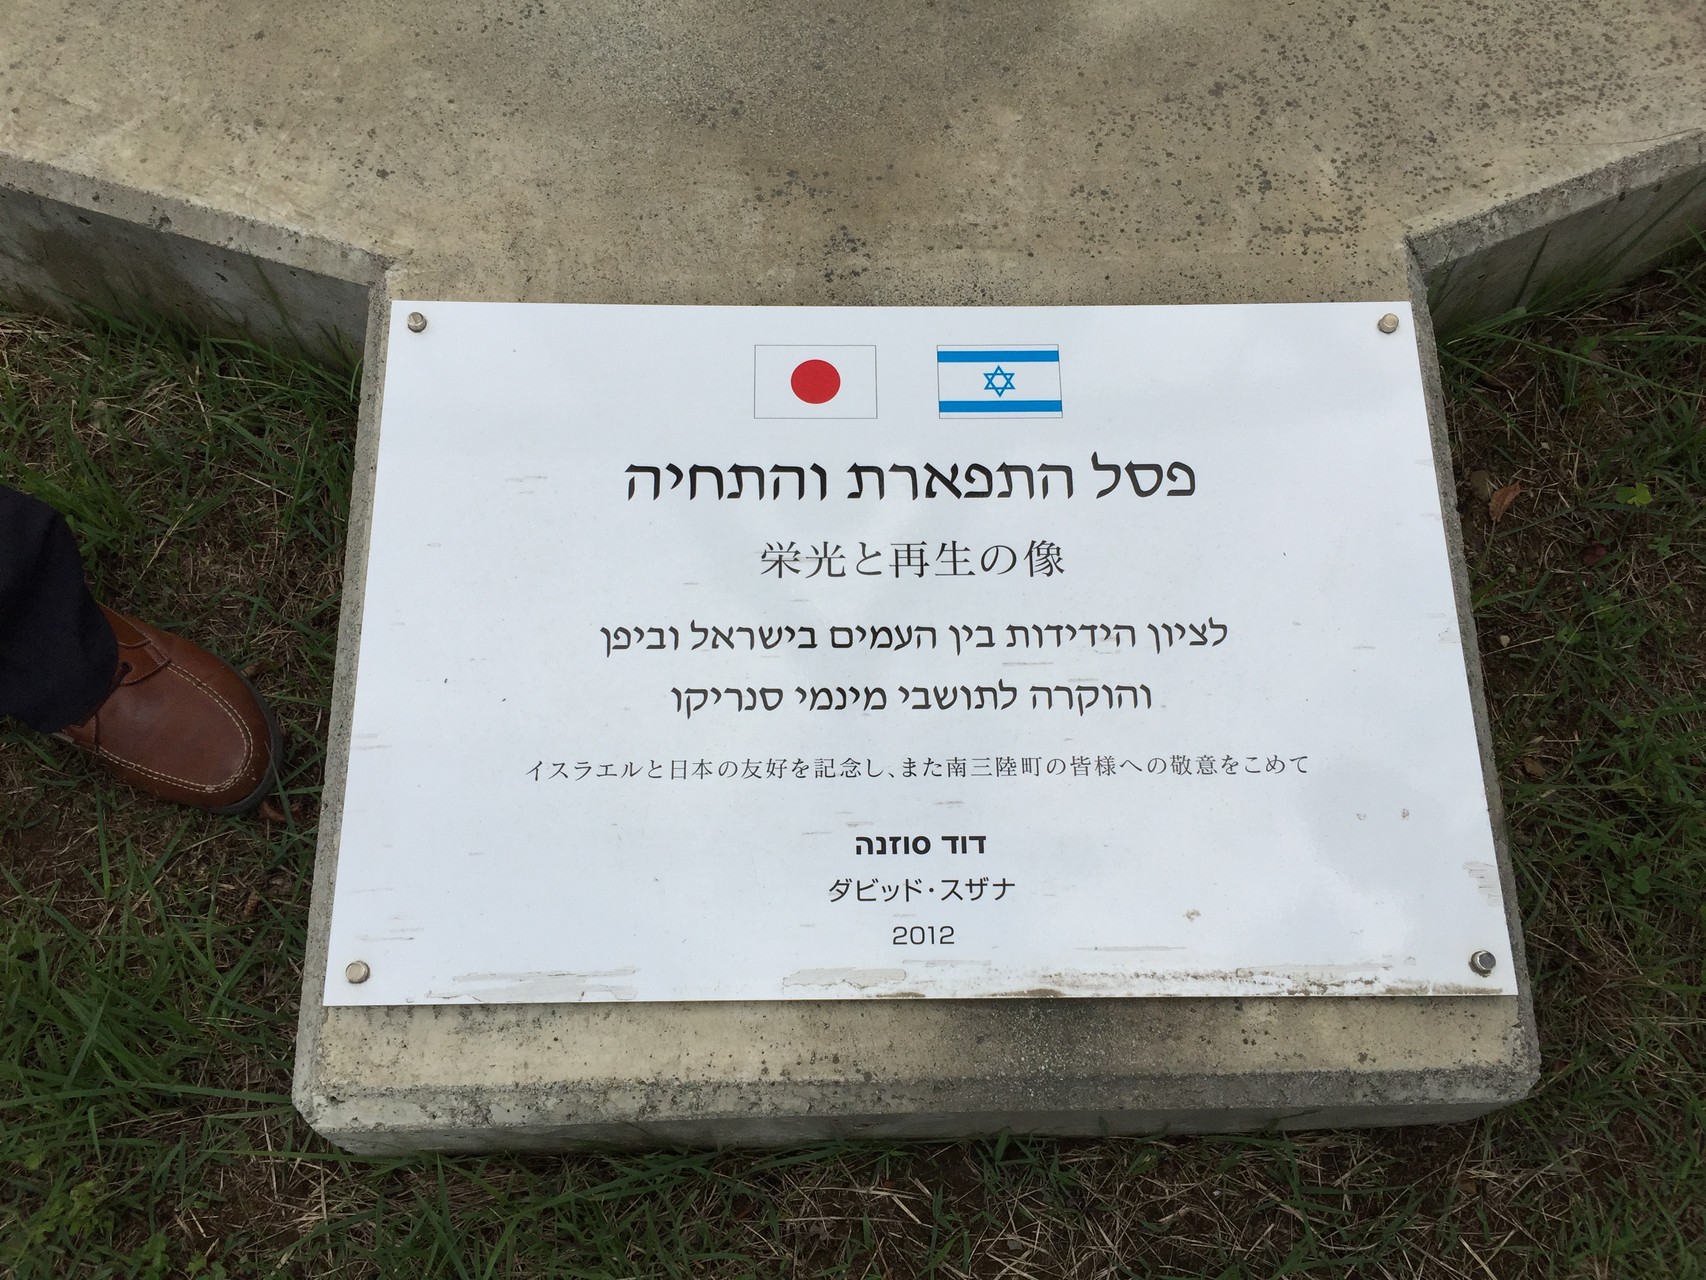 פסל התפארת והתחיה
栄光と再生の像
לציון הידידות בין העמים בישראל וביפן
והוקרה לתושבי מינמי סנריקו
イスラエルと日本の友好を記念し、また南三陸町の皆様への敬意をこめて
דוד סוזנה
ダビッド・スザナ
2012